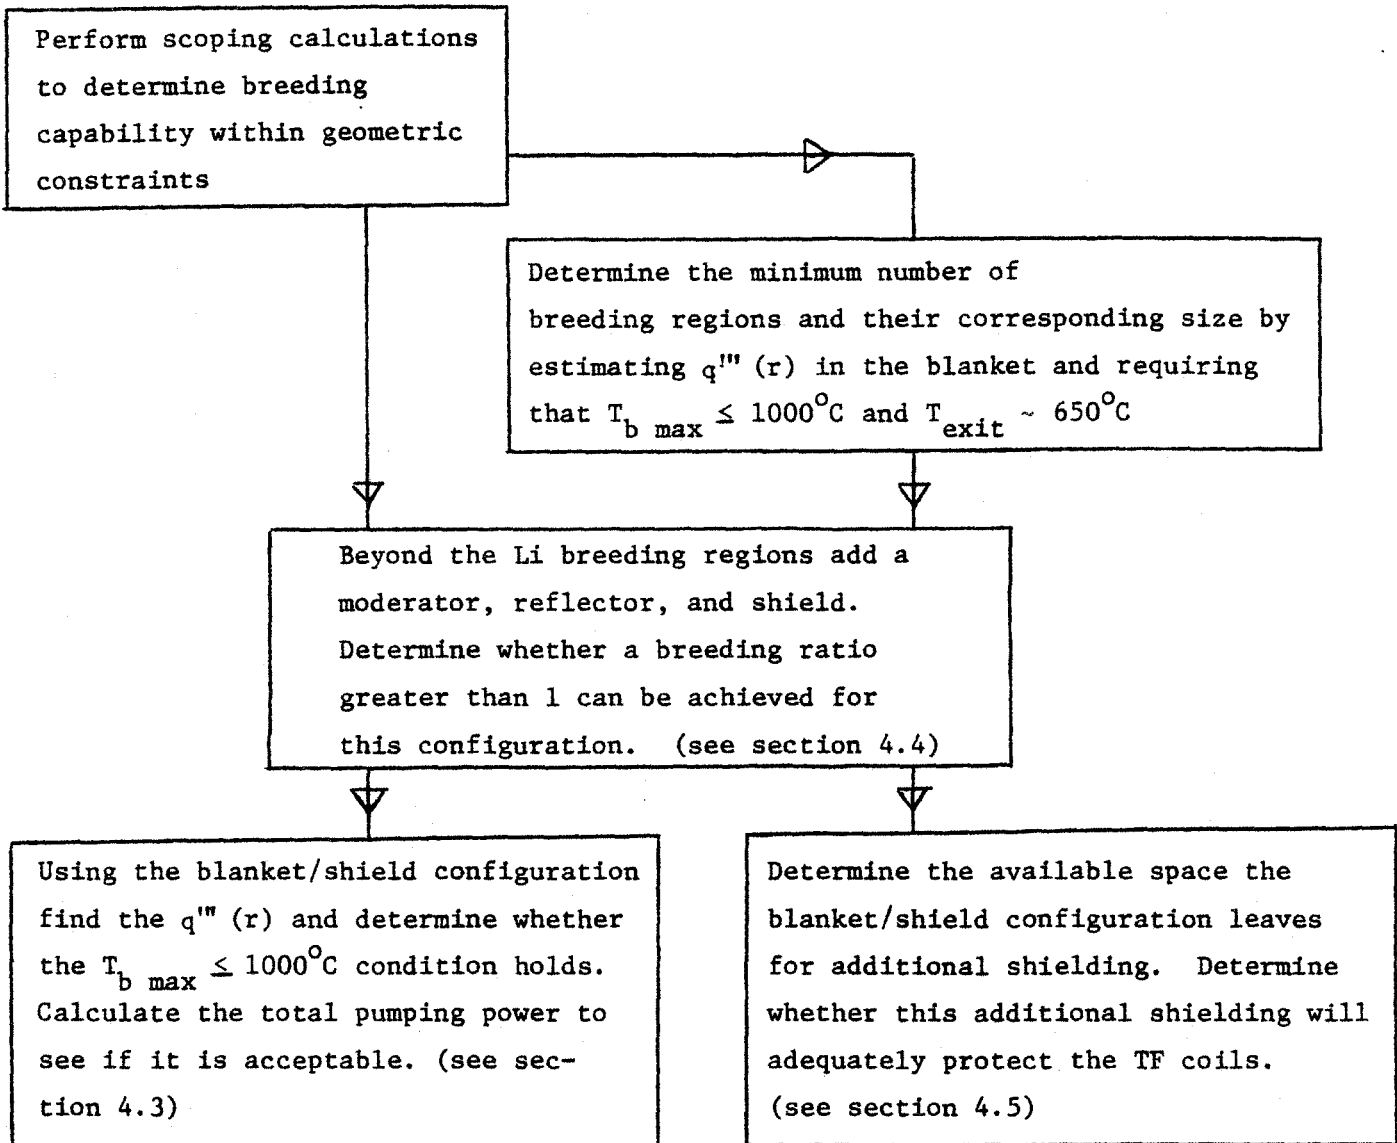 Perform scoping calculations
to determine breeding
capability within geometric
constraints
Determine the minimum number of
breeding regions and their corresponding size by
estimating q''' (r) in the blanket and requiring
that T_b max ≤ 1000°C and T_exit ~ 650°C
Beyond the Li breeding regions add a
moderator, reflector, and shield.
Determine whether a breeding ratio
greater than 1 can be achieved for
this configuration. (see section 4.4)
Using the blanket/shield configuration
find the q''' (r) and determine whether
the T_b max ≤ 1000°C condition holds.
Calculate the total pumping power to
see if it is acceptable. (see sec-
tion 4.3)
Determine the available space the
blanket/shield configuration leaves
for additional shielding. Determine
whether this additional shielding will
adequately protect the TF coils.
(see section 4.5)